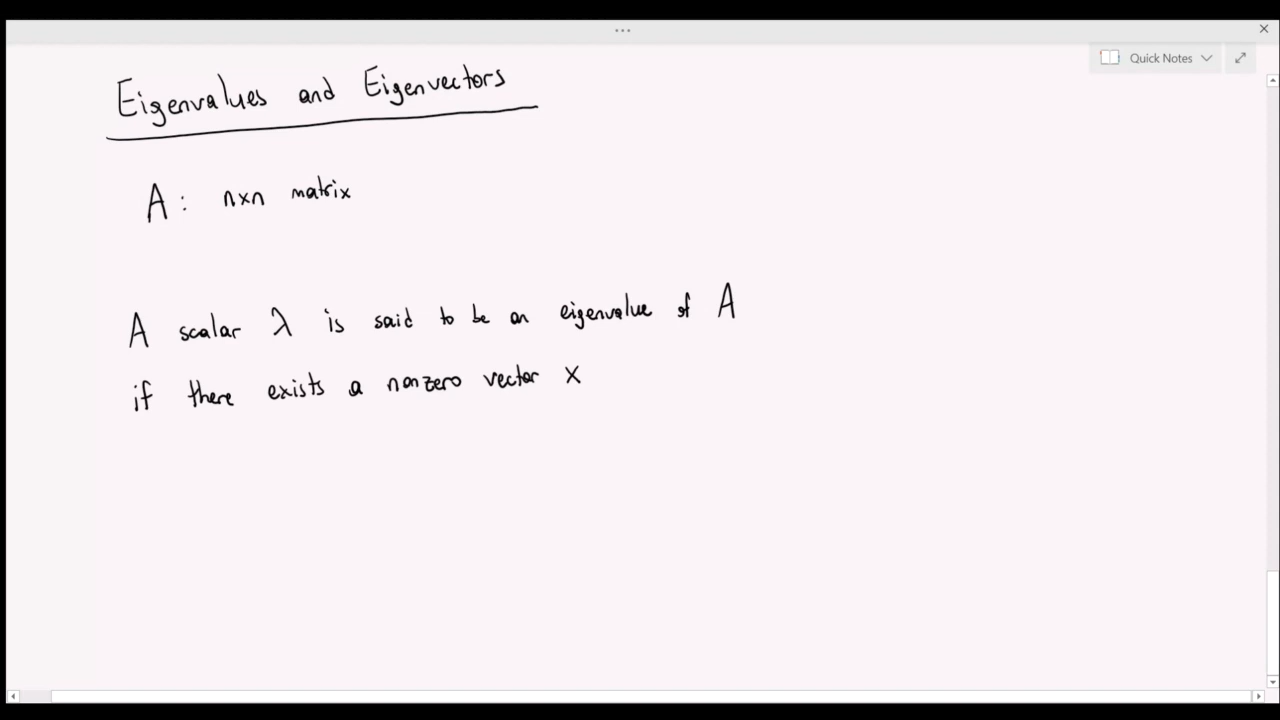 Quick Notes
Eigenvalues and Eigenvectors
A: nxn matrix
A scalar λ is said to be an eigenvalue of A
if there exists a nonzero vector x